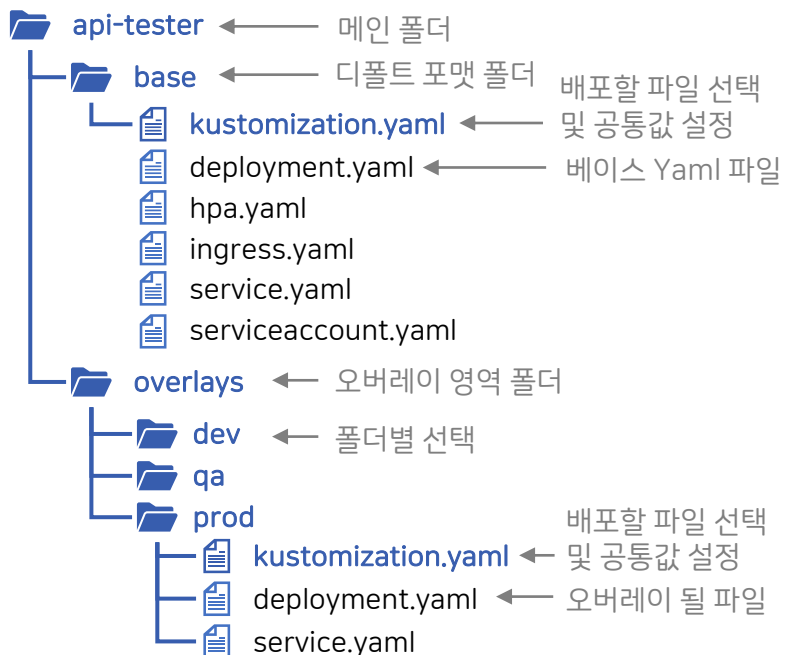 api-tester
메인 폴더
base
디폴트 포맷 폴더
배포할 파일 선택
kustomization.yaml
및 공통값 설정
deployment.yaml
베이스 Yaml 파일
hpa.yaml
ingress.yaml
service.yaml
serviceaccount.yaml
overlays
오버레이 영역 폴더
dev
폴더별 선택
qa
prod
배포할 파일 선택
kustomization.yaml
및 공통값 설정
deployment.yaml
오버레이 될 파일
service.yaml